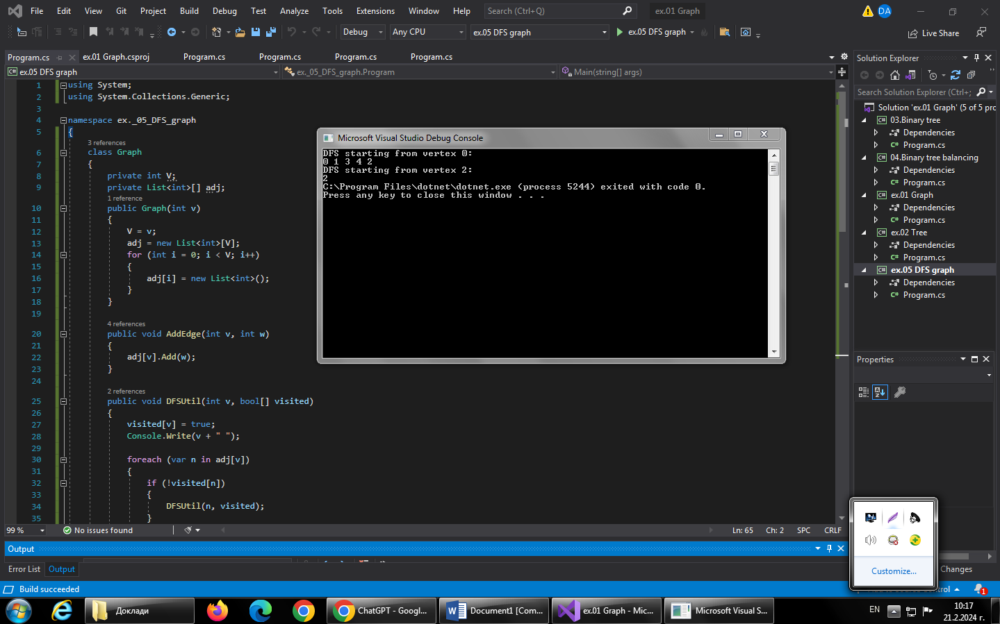 File Edit View Git Project Build Debug Test Analyze Tools Extensions Window Help Search (Ctrl+Q) ex.01 Graph DA
Debug Any CPU ex.05 DFS graph ex.05 DFS graph Live Share
Program.cs ex.01 Graph.csproj Program.cs Program.cs Program.cs Program.cs
ex.05 DFS graph ex._05_DFS_graph.Program Main(string[] args)
1 using System;
2 using System.Collections.Generic;
3
4 namespace ex._05_DFS_graph
5 {
3 references
6 class Graph
7 {
8 private int V;
9 private List<int>[] adj;
1 reference
10 public Graph(int v)
11 {
12 V = v;
13 adj = new List<int>[V];
14 for (int i = 0; i < V; i++)
15 {
16 adj[i] = new List<int>();
17 }
18 }
19
4 references
20 public void AddEdge(int v, int w)
21 {
22 adj[v].Add(w);
23 }
24
2 references
25 public void DFSUtil(int v, bool[] visited)
26 {
27 visited[v] = true;
28 Console.Write(v + " ");
29
30 foreach (var n in adj[v])
31 {
32 if (!visited[n])
33 {
34 DFSUtil(n, visited);
35 }
99 % No issues found Ln: 65 Ch: 2 SPC CRLF
Microsoft Visual Studio Debug Console
DFS starting from vertex 0:
0 1 3 4 2
DFS starting from vertex 2:
2
C:\Program Files\dotnet\dotnet.exe (process 5244) exited with code 0.
Press any key to close this window . . .
Solution Explorer
Search Solution Explorer (Ctrl+;
Solution 'ex.01 Graph' (5 of 5 pro
C# 03.Binary tree
Dependencies
C# Program.cs
C# 04.Binary tree balancing
Dependencies
C# Program.cs
C# ex.01 Graph
Dependencies
C# Program.cs
C# ex.02 Tree
Dependencies
C# Program.cs
C# ex.05 DFS graph
Dependencies
C# Program.cs
Properties
Output
Error List Output Changes
Customize...
Build succeeded control 1
Доклади ChatGPT - Googl... Document1 [Com... ex.01 Graph - Mic... Microsoft Visual S... EN 10:17
21.2.2024 г.